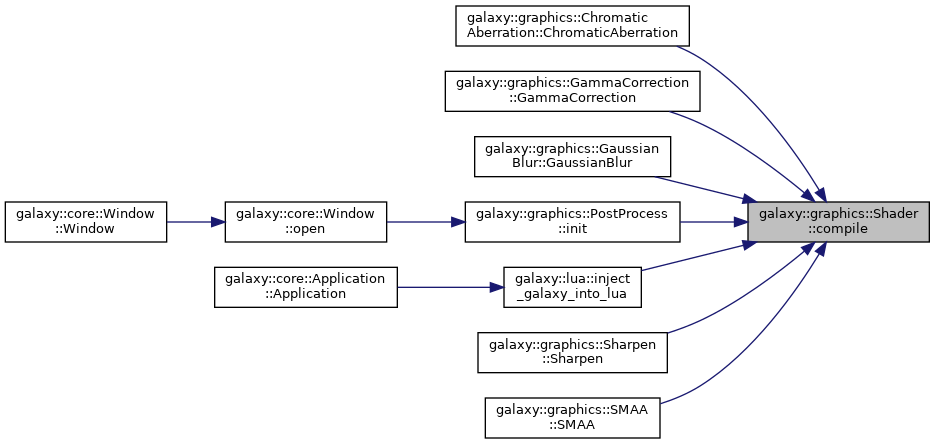 galaxy::graphics::Chromatic
Aberration::ChromaticAberration
galaxy::graphics::GammaCorrection
::GammaCorrection
galaxy::graphics::Gaussian
Blur::GaussianBlur
galaxy::core::Window
::Window
galaxy::core::Window
::open
galaxy::graphics::PostProcess
::init
galaxy::graphics::Shader
::compile
galaxy::core::Application
::Application
galaxy::lua::inject
_galaxy_into_lua
galaxy::graphics::Sharpen
::Sharpen
galaxy::graphics::SMAA
::SMAA